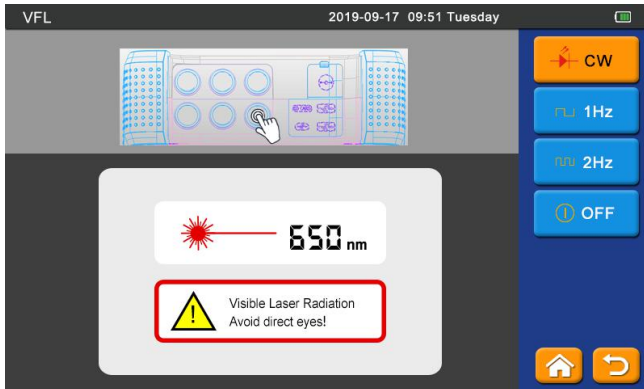 VFL
2019-09-17 09:51 Tuesday
CW
1Hz
2Hz
OFF
650 nm
Visible Laser Radiation
Avoid direct eyes!